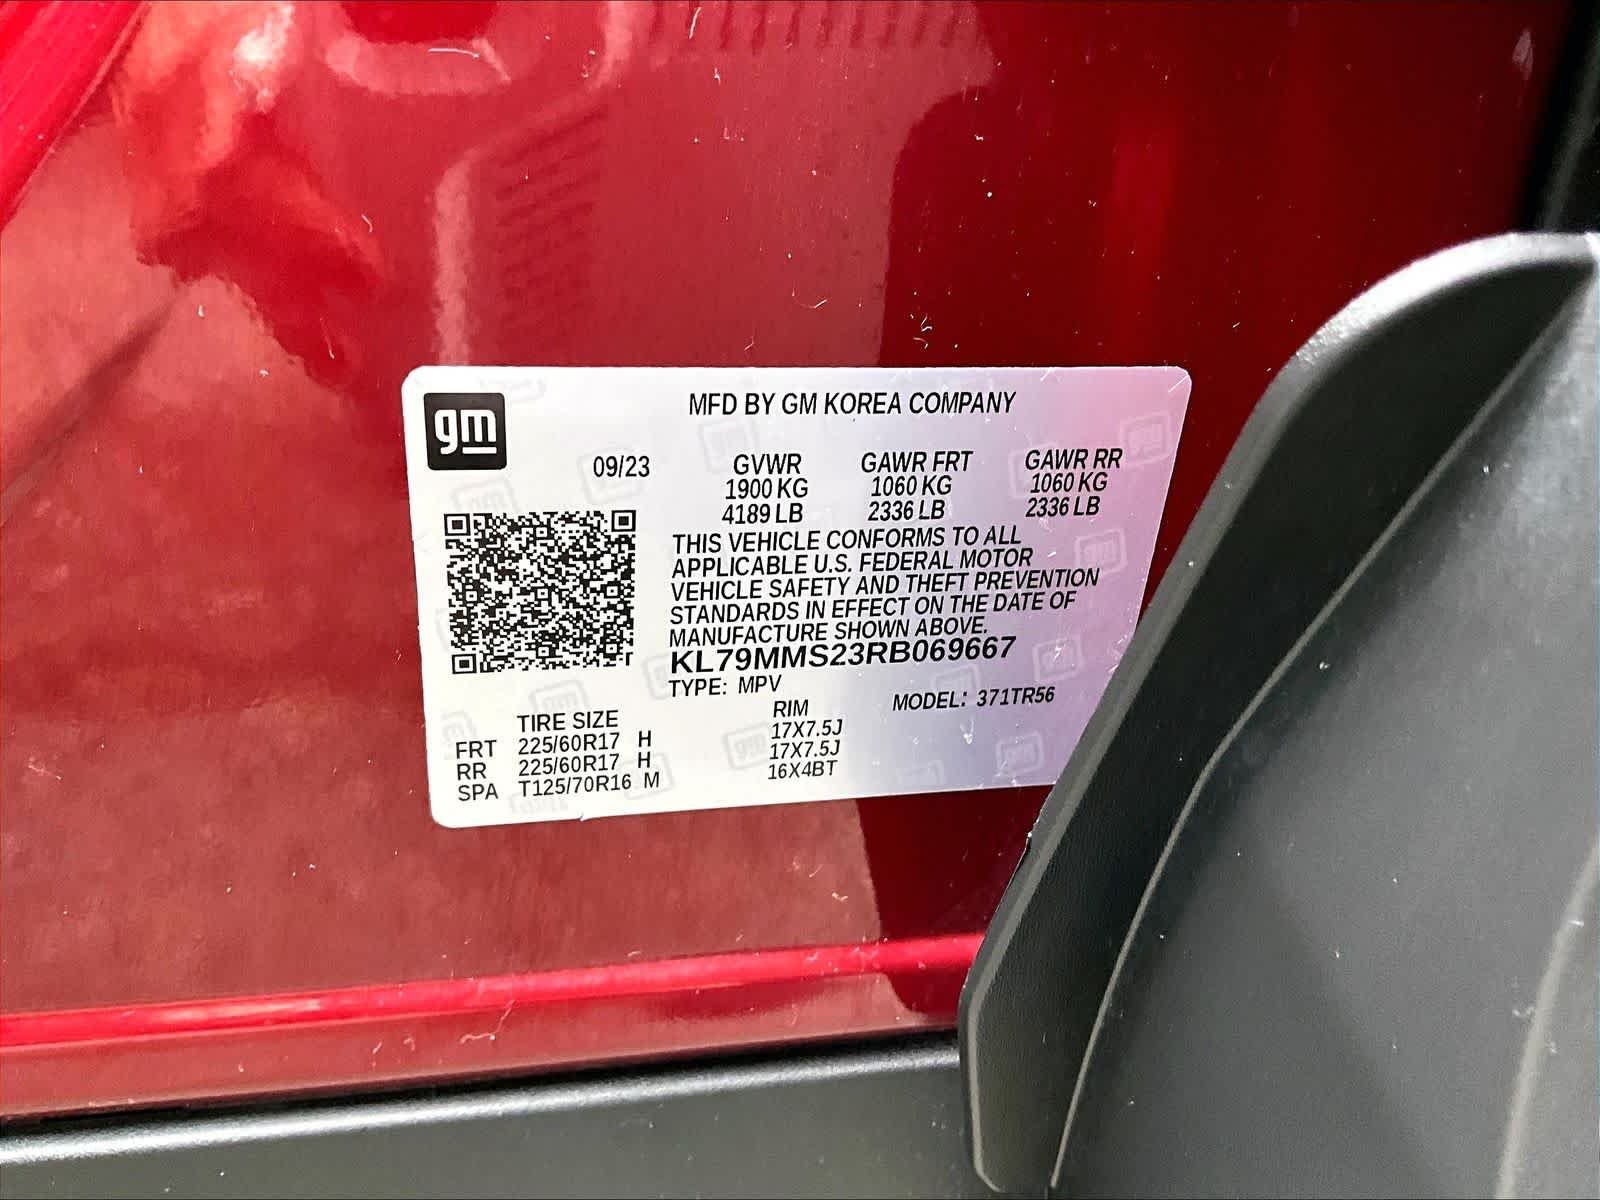 gm
MFD BY GM KOREA COMPANY
09/23 GVWR GAWR FRT GAWR RR
1900 KG 1060 KG 1060 KG
4189 LB 2336 LB 2336 LB
THIS VEHICLE CONFORMS TO ALL
APPLICABLE U.S. FEDERAL MOTOR
VEHICLE SAFETY AND THEFT PREVENTION
STANDARDS IN EFFECT ON THE DATE OF
MANUFACTURE SHOWN ABOVE.
KL79MMS23RB069667
TYPE: MPV MODEL: 371TR56
TIRE SIZE RIM
FRT 225/60R17 H 17X7.5J
RR 225/60R17 H 17X7.5J
SPA T125/70R16 M 16X4BT